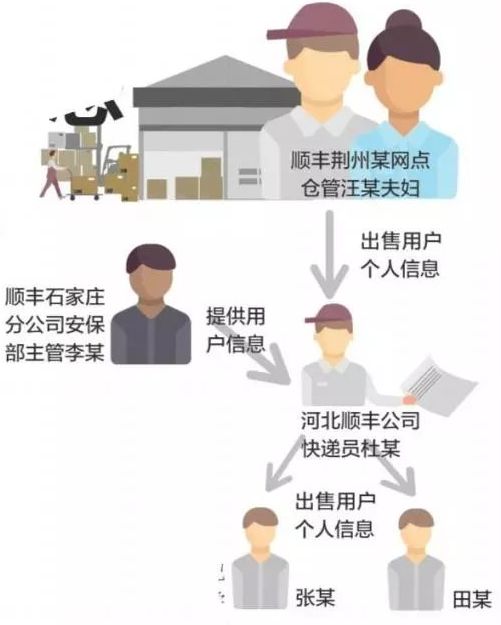 顺丰荆州某网点
仓管汪某夫妇
出售用户
个人信息
顺丰石家庄
分公司安保
部主管李某
提供用
户信息
河北顺丰公司
快递员杜某
出售用户
个人信息
张某
田某